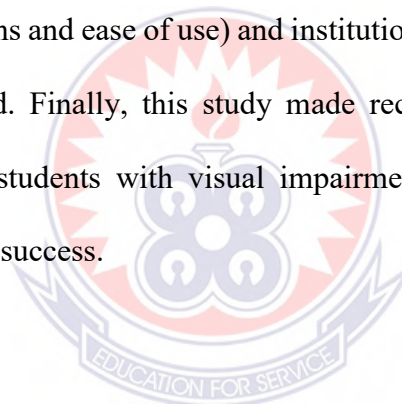 ns and ease of use) and institutio
d. Finally, this study made rec
students with visual impairme
success.
EDUCATION FOR SERVICE